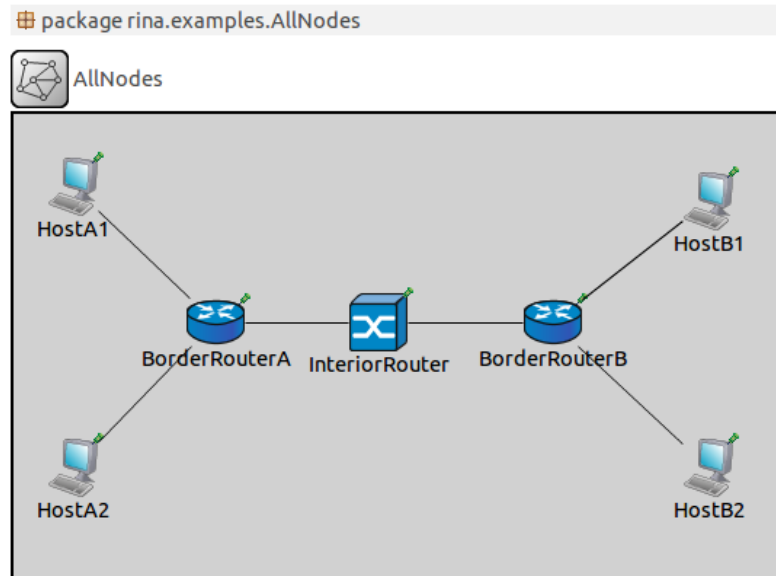 package rina.examples.AllNodes
AllNodes
HostA1
HostB1
BorderRouterA
InteriorRouter
BorderRouterB
HostA2
HostB2